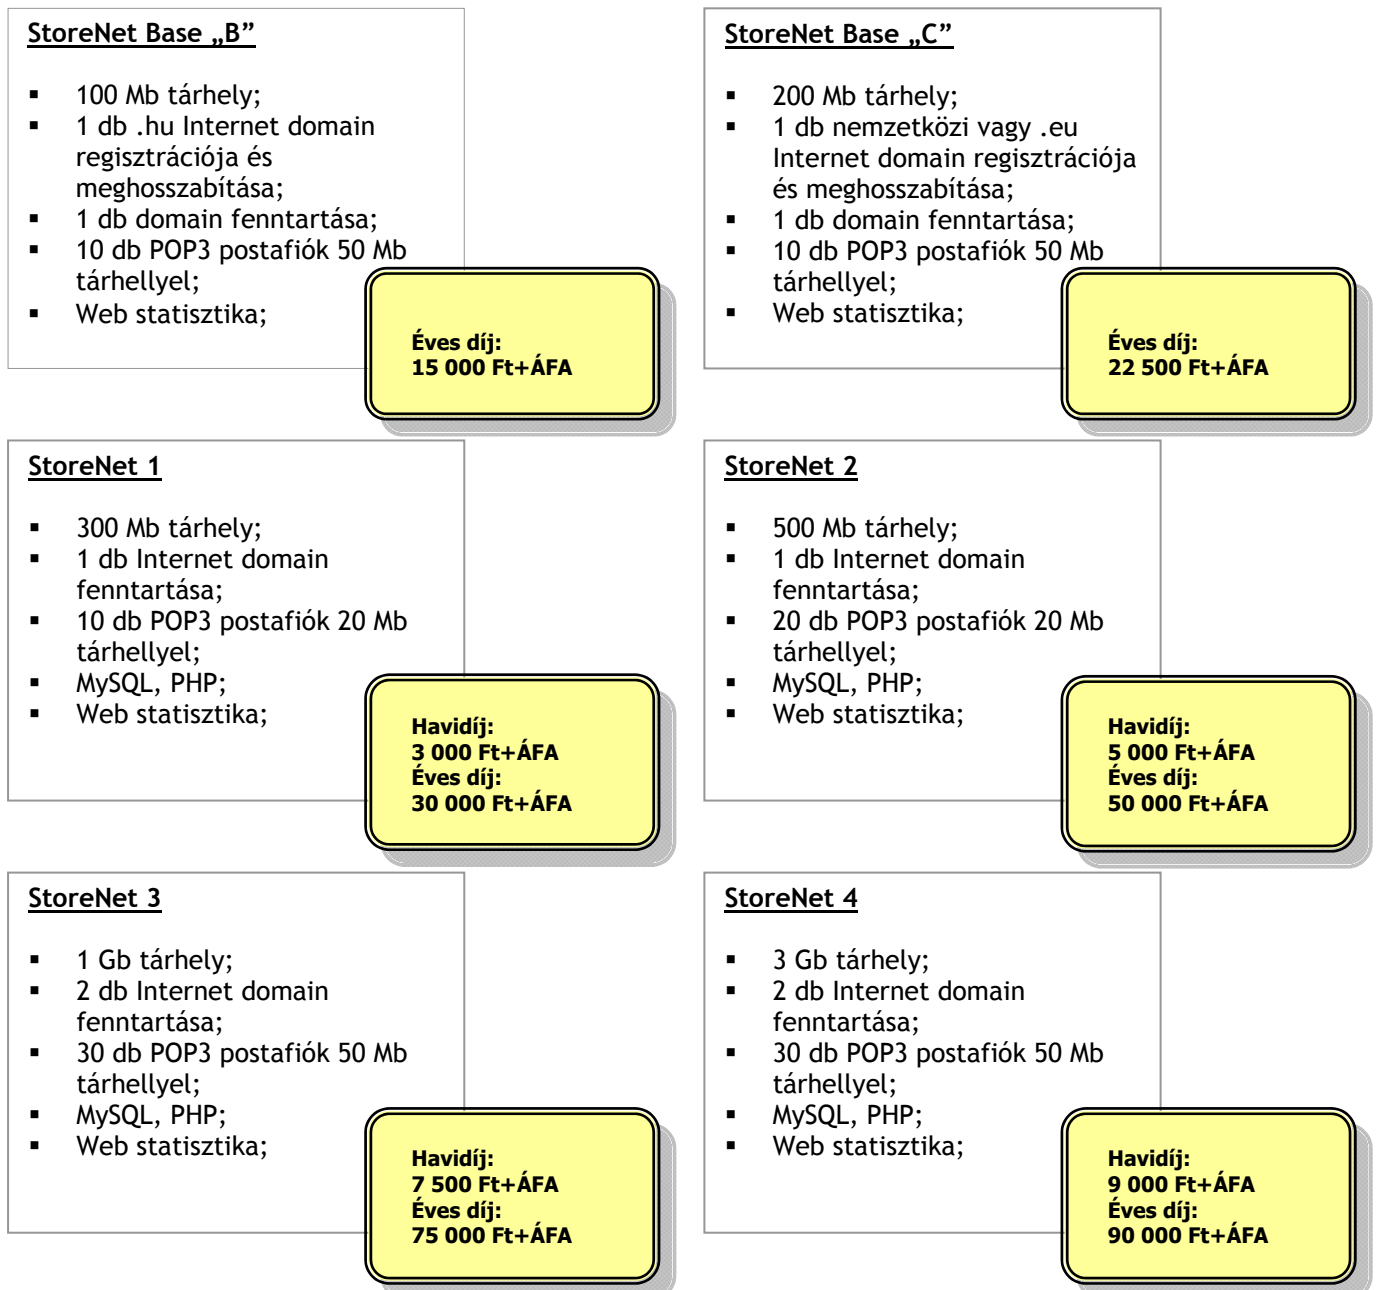 StoreNet Base „B”
▪ 100 Mb tárhely;
▪ 1 db .hu Internet domain
regisztrációja és
meghosszabítása;
▪ 1 db domain fenntartása;
▪ 10 db POP3 postafiók 50 Mb
tárhellyel;
▪ Web statisztika;
Éves díj:
15 000 Ft+ÁFA
StoreNet Base „C”
▪ 200 Mb tárhely;
▪ 1 db nemzetközi vagy .eu
Internet domain regisztrációja
és meghosszabítása;
▪ 1 db domain fenntartása;
▪ 10 db POP3 postafiók 50 Mb
tárhellyel;
▪ Web statisztika;
Éves díj:
22 500 Ft+ÁFA
StoreNet 1
▪ 300 Mb tárhely;
▪ 1 db Internet domain
fenntartása;
▪ 10 db POP3 postafiók 20 Mb
tárhellyel;
▪ MySQL, PHP;
▪ Web statisztika;
Havidíj:
3 000 Ft+ÁFA
Éves díj:
30 000 Ft+ÁFA
StoreNet 2
▪ 500 Mb tárhely;
▪ 1 db Internet domain
fenntartása;
▪ 20 db POP3 postafiók 20 Mb
tárhellyel;
▪ MySQL, PHP;
▪ Web statisztika;
Havidíj:
5 000 Ft+ÁFA
Éves díj:
50 000 Ft+ÁFA
StoreNet 3
▪ 1 Gb tárhely;
▪ 2 db Internet domain
fenntartása;
▪ 30 db POP3 postafiók 50 Mb
tárhellyel;
▪ MySQL, PHP;
▪ Web statisztika;
Havidíj:
7 500 Ft+ÁFA
Éves díj:
75 000 Ft+ÁFA
StoreNet 4
▪ 3 Gb tárhely;
▪ 2 db Internet domain
fenntartása;
▪ 30 db POP3 postafiók 50 Mb
tárhellyel;
▪ MySQL, PHP;
▪ Web statisztika;
Havidíj:
9 000 Ft+ÁFA
Éves díj:
90 000 Ft+ÁFA